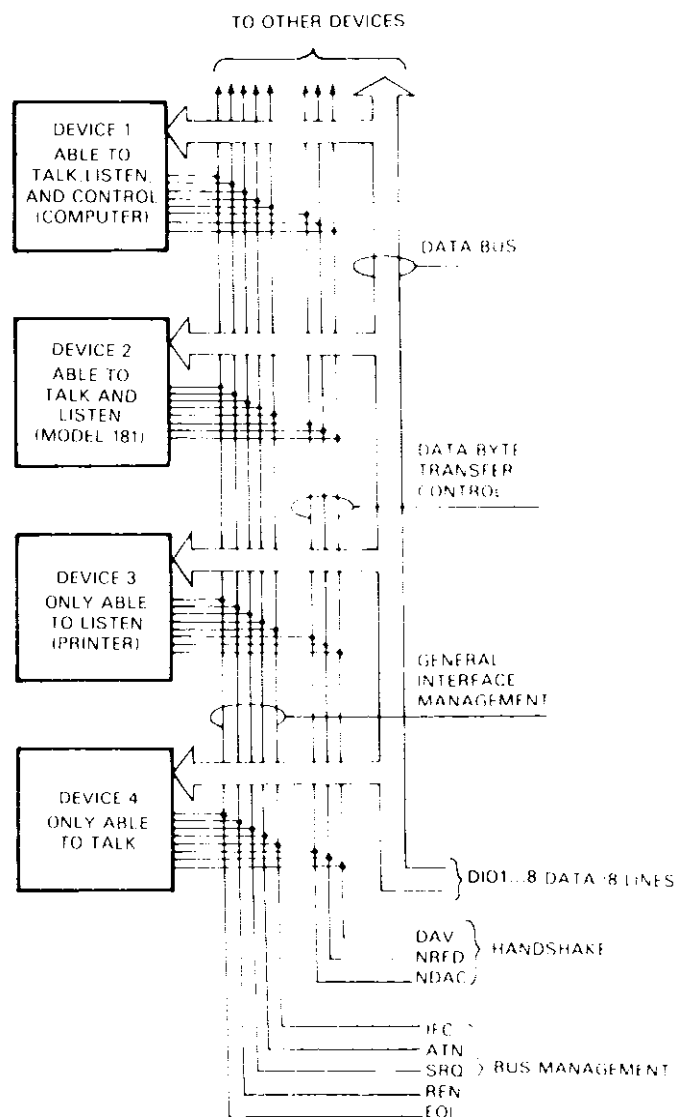 TO OTHER DEVICES
DEVICE 1
ABLE TO
TALK, LISTEN,
AND CONTROL
(COMPUTER)
DATA BUS
DEVICE 2
ABLE TO
TALK AND
LISTEN
(MODEL 181)
DATA BYTE
TRANSFER
CONTROL
DEVICE 3
ONLY ABLE
TO LISTEN
(PRINTER)
GENERAL
INTERFACE
MANAGEMENT
DEVICE 4
ONLY ABLE
TO TALK
DIO1...8 DATA (8 LINES
DAV
NRFD
NDAC
HANDSHAKE
IFC
ATN
SRQ
REN
EOI
BUS MANAGEMENT